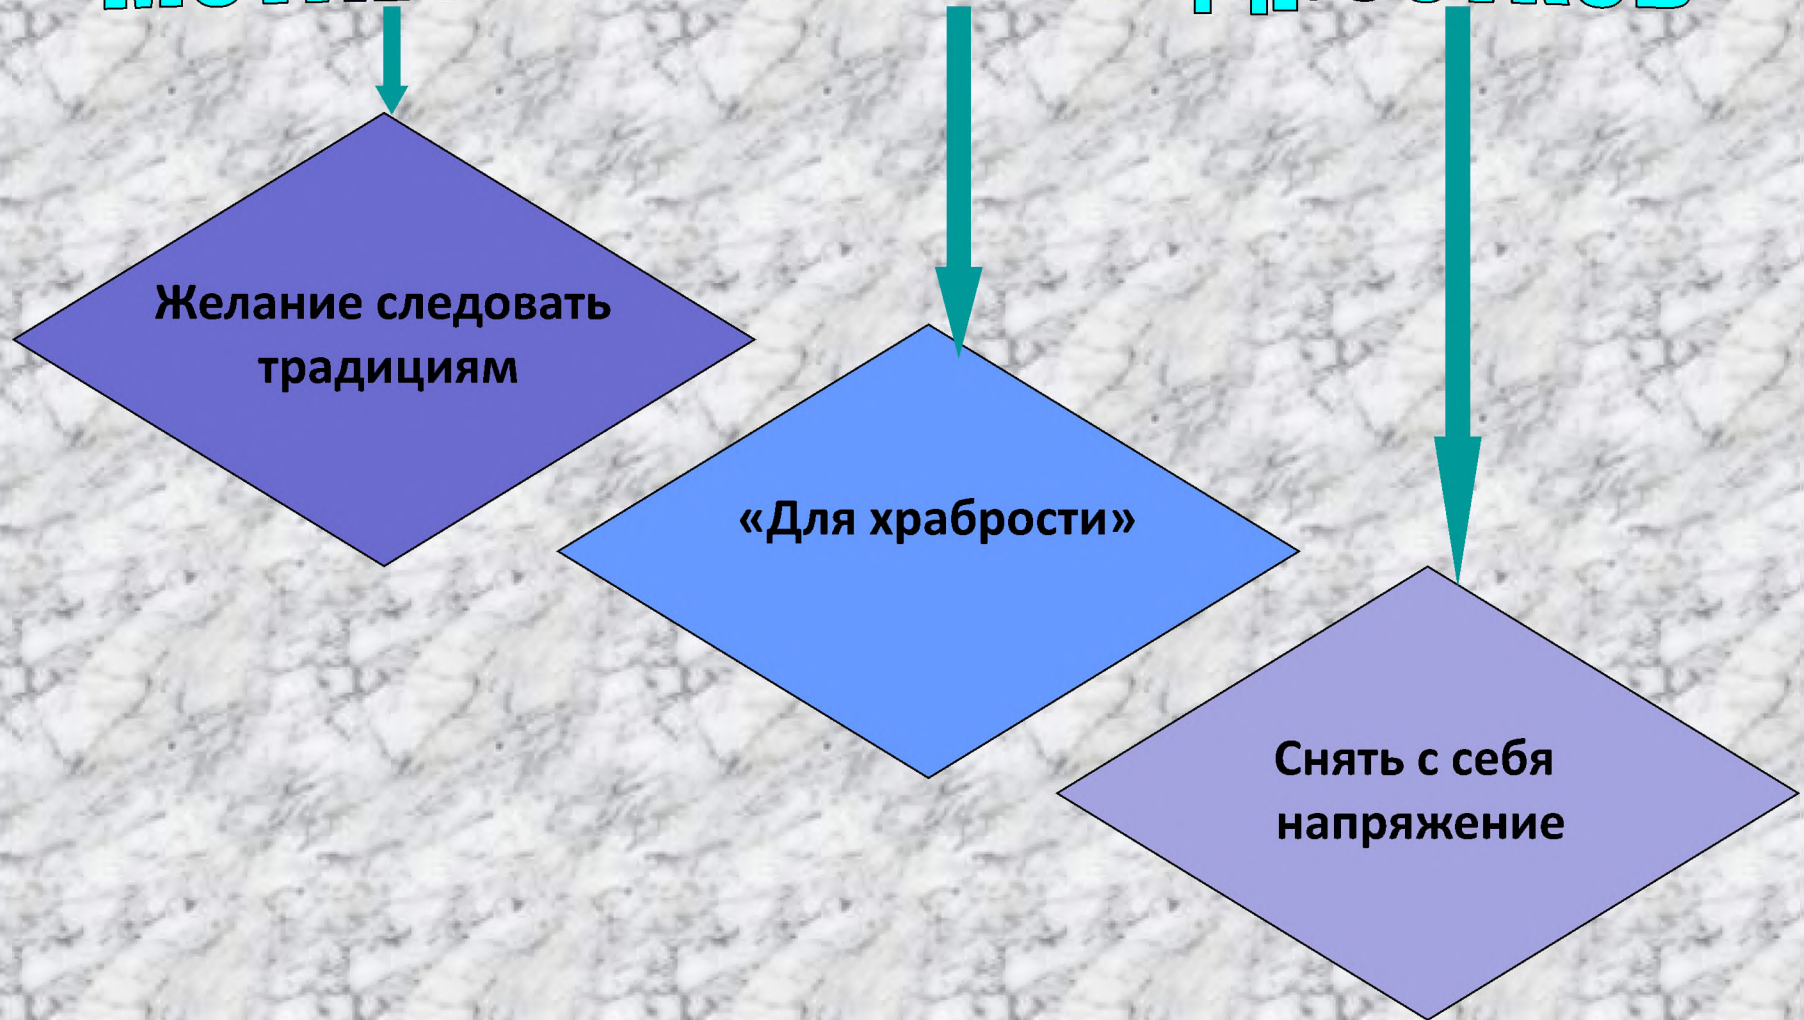 Желание следовать
традициям
«Для храбрости»
Снять с себя
напряжение